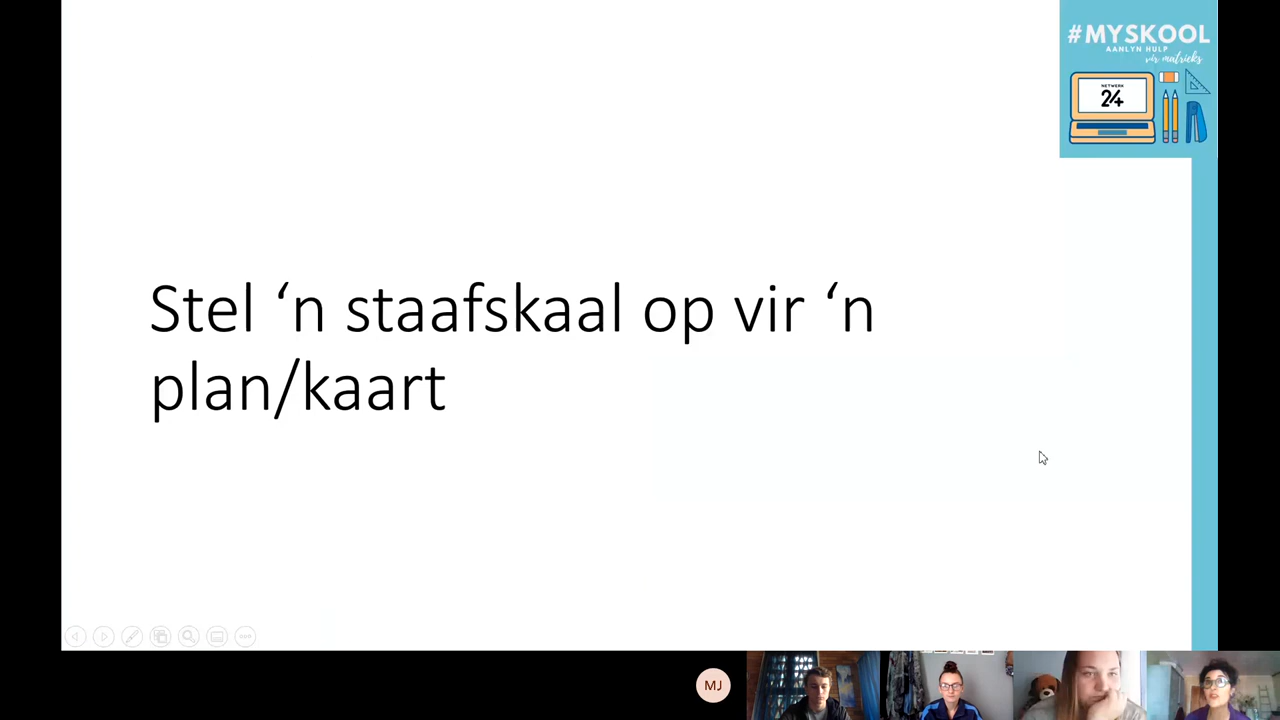 #MYSKOOL
AANLYN HULP
vir matrieks
NETWERK
24
Stel ‘n staafskaal op vir ‘n
plan/kaart
MJ